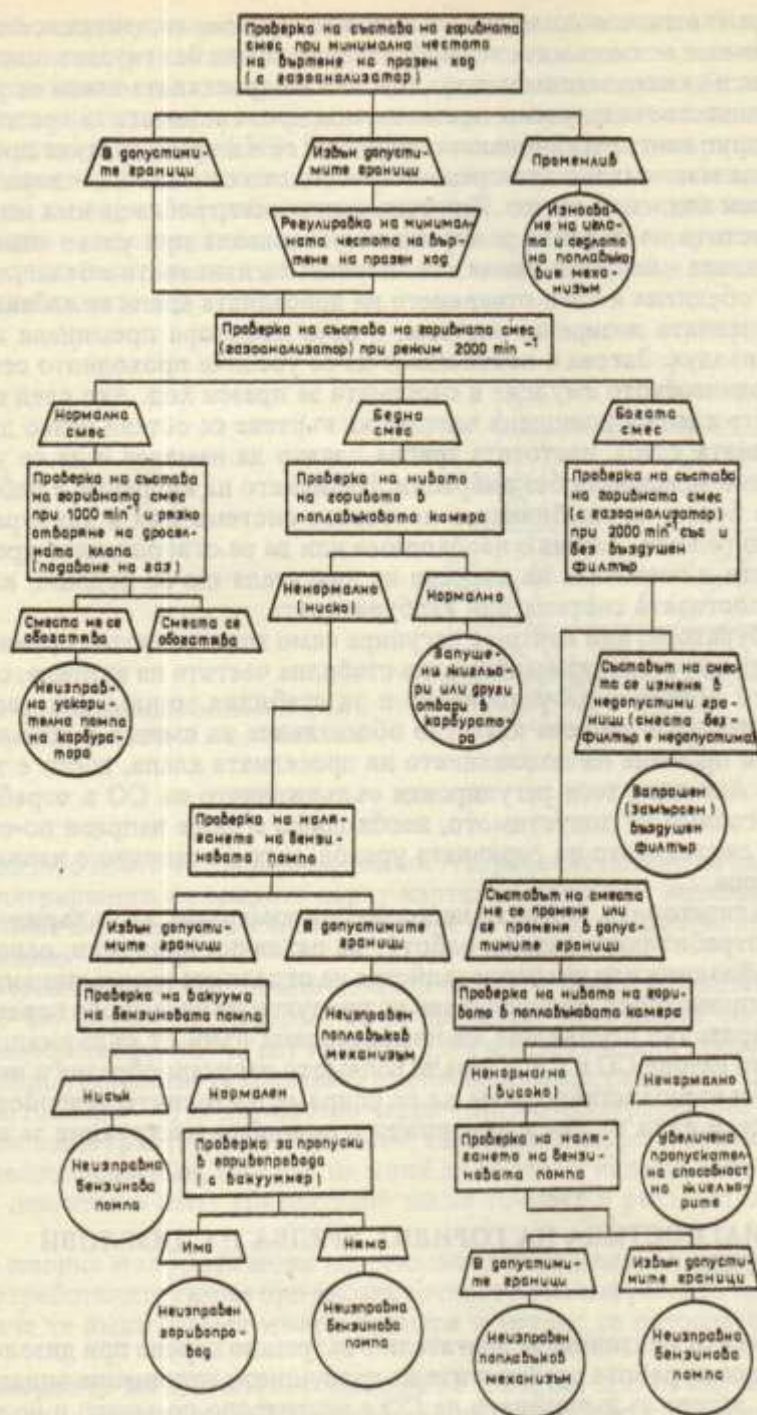 Проверка на състава на горивната
смес при минимална честота
на въртене на празен ход
(с газоанализатор)
В допустими-
те граници
Извън допус-
тимите граници
Променлив
Регулировка на минимал-
ната честота на вър-
тене на празен ход
Износва-
не на иглата
и седлото
на поплавъко-
вия меха-
низъм
Проверка на състава на горивната смес
(газоанализатор) при режим 2000 min⁻¹
Нормална
смес
Бедна
смес
Богата
смес
Проверка на състава
на горивната смес
при 1000 min⁻¹ и рязко
отваряне на дросел-
ната клапа
(подаване на газ)
Проверка на нивото
на горивото в
поплавъковата камера
Проверка на състава
на горивната смес
(с газоанализатор)
при 2000 min⁻¹ със и
без въздушен
филтър
Сместа не се
обогатява
Сместа се
обогатява
Ненормално
(ниско)
Нормално
Неизправ-
на ускори-
телна помпа
на карбура-
тора
Запуше-
ни жигльо-
ри или други
отвори в
карбурато-
ра
Съставът на смес-
та се изменя в
недопустими гра-
ници (сместа без-
филтър е недопустима)
Запрашен
(замърсен)
въздушен
филтър
Проверка на наля-
гането на бензи-
новата помпа
Извън допусти-
мите граници
В допустимите
граници
Съставът на сместа
не се променя или
се променя в допус-
тимите граници
Проверка на вакуума
на бензиновата помпа
Неизправен
поплавъков
механизъм
Проверка на нивото на гори-
вото в поплавъковата камера
Нисък
Нормален
Ненормална
(високо)
Ненормално
Неизправна
бензинова
помпа
Проверка за пропуски
в горивопровода
(с вакууммер)
Проверка на наля-
гането на бензи-
новата помпа
Увеличена
пропускател-
на способност
на жигльо-
рите
Има
Няма
В допустими-
те граници
Извън допусти-
мите граници
Неизправен
горивопро-
вод
Неизправна
бензинова
помпа
Неизправен
поплавъков
механизъм
Неизправна
бензинова
помпа